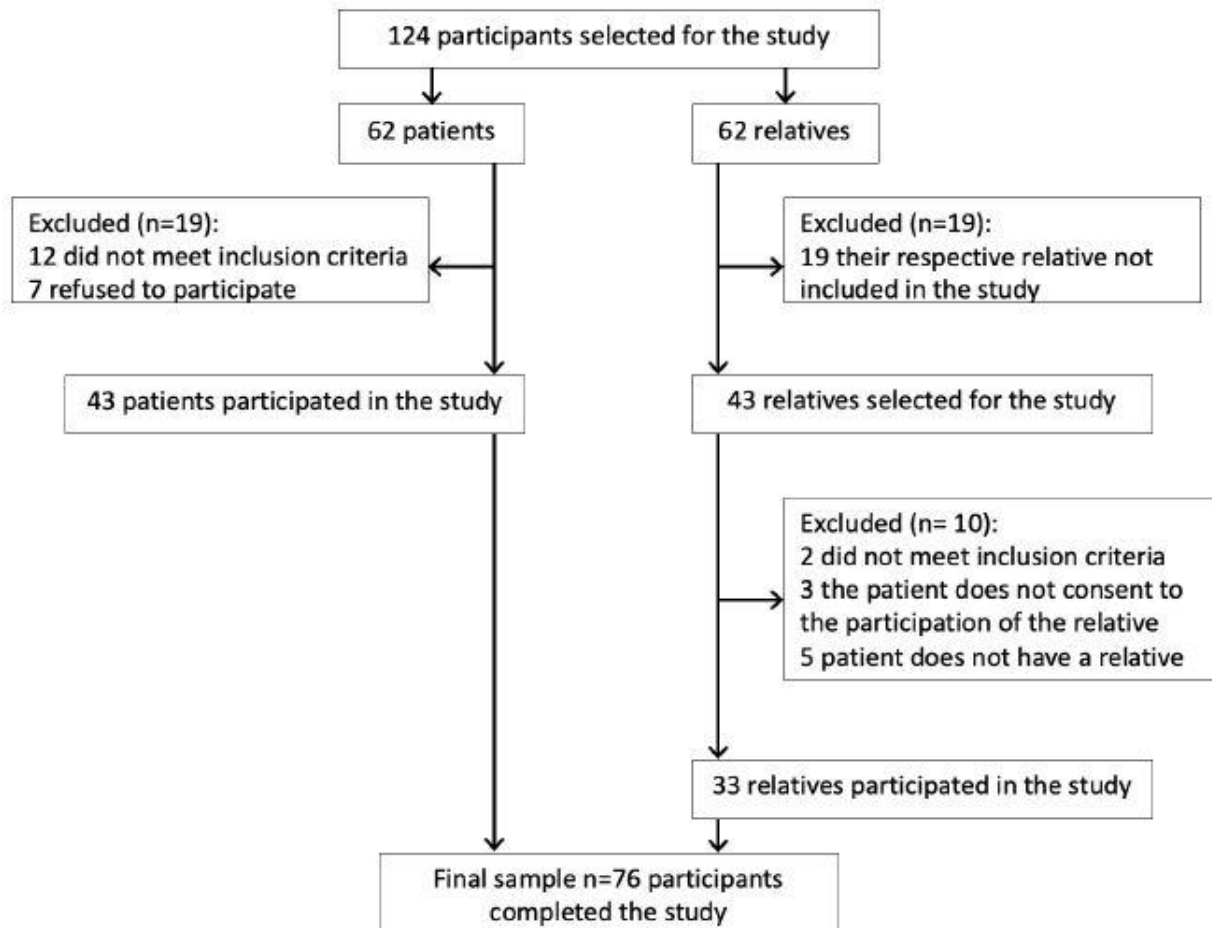 124 participants selected for the study
62 patients
62 relatives
Excluded (n=19):
12 did not meet inclusion criteria
7 refused to participate
Excluded (n=19):
19 their respective relative not
included in the study
43 patients participated in the study
43 relatives selected for the study
Excluded (n= 10):
2 did not meet inclusion criteria
3 the patient does not consent to
the participation of the relative
5 patient does not have a relative
33 relatives participated in the study
Final sample n=76 participants
completed the study